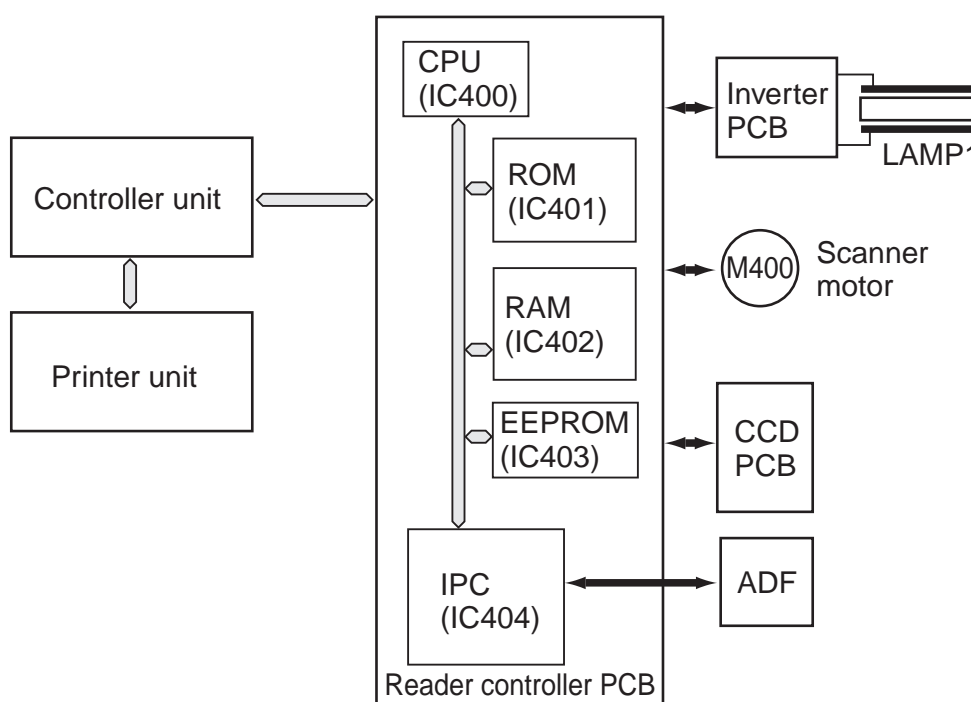 Controller unit
Printer unit
CPU
(IC400)
ROM
(IC401)
RAM
(IC402)
EEPROM
(IC403)
IPC
(IC404)
Reader controller PCB
Inverter
PCB
LAMP1
M400
Scanner
motor
CCD
PCB
ADF